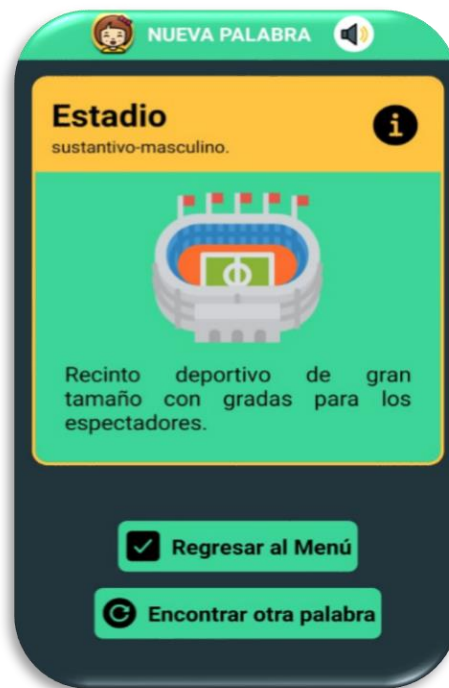 NUEVA PALABRA
Estadio
sustantivo-masculino.
Recinto deportivo de gran
tamaño con gradas para los
espectadores.
Regresar al Menú
Encontrar otra palabra